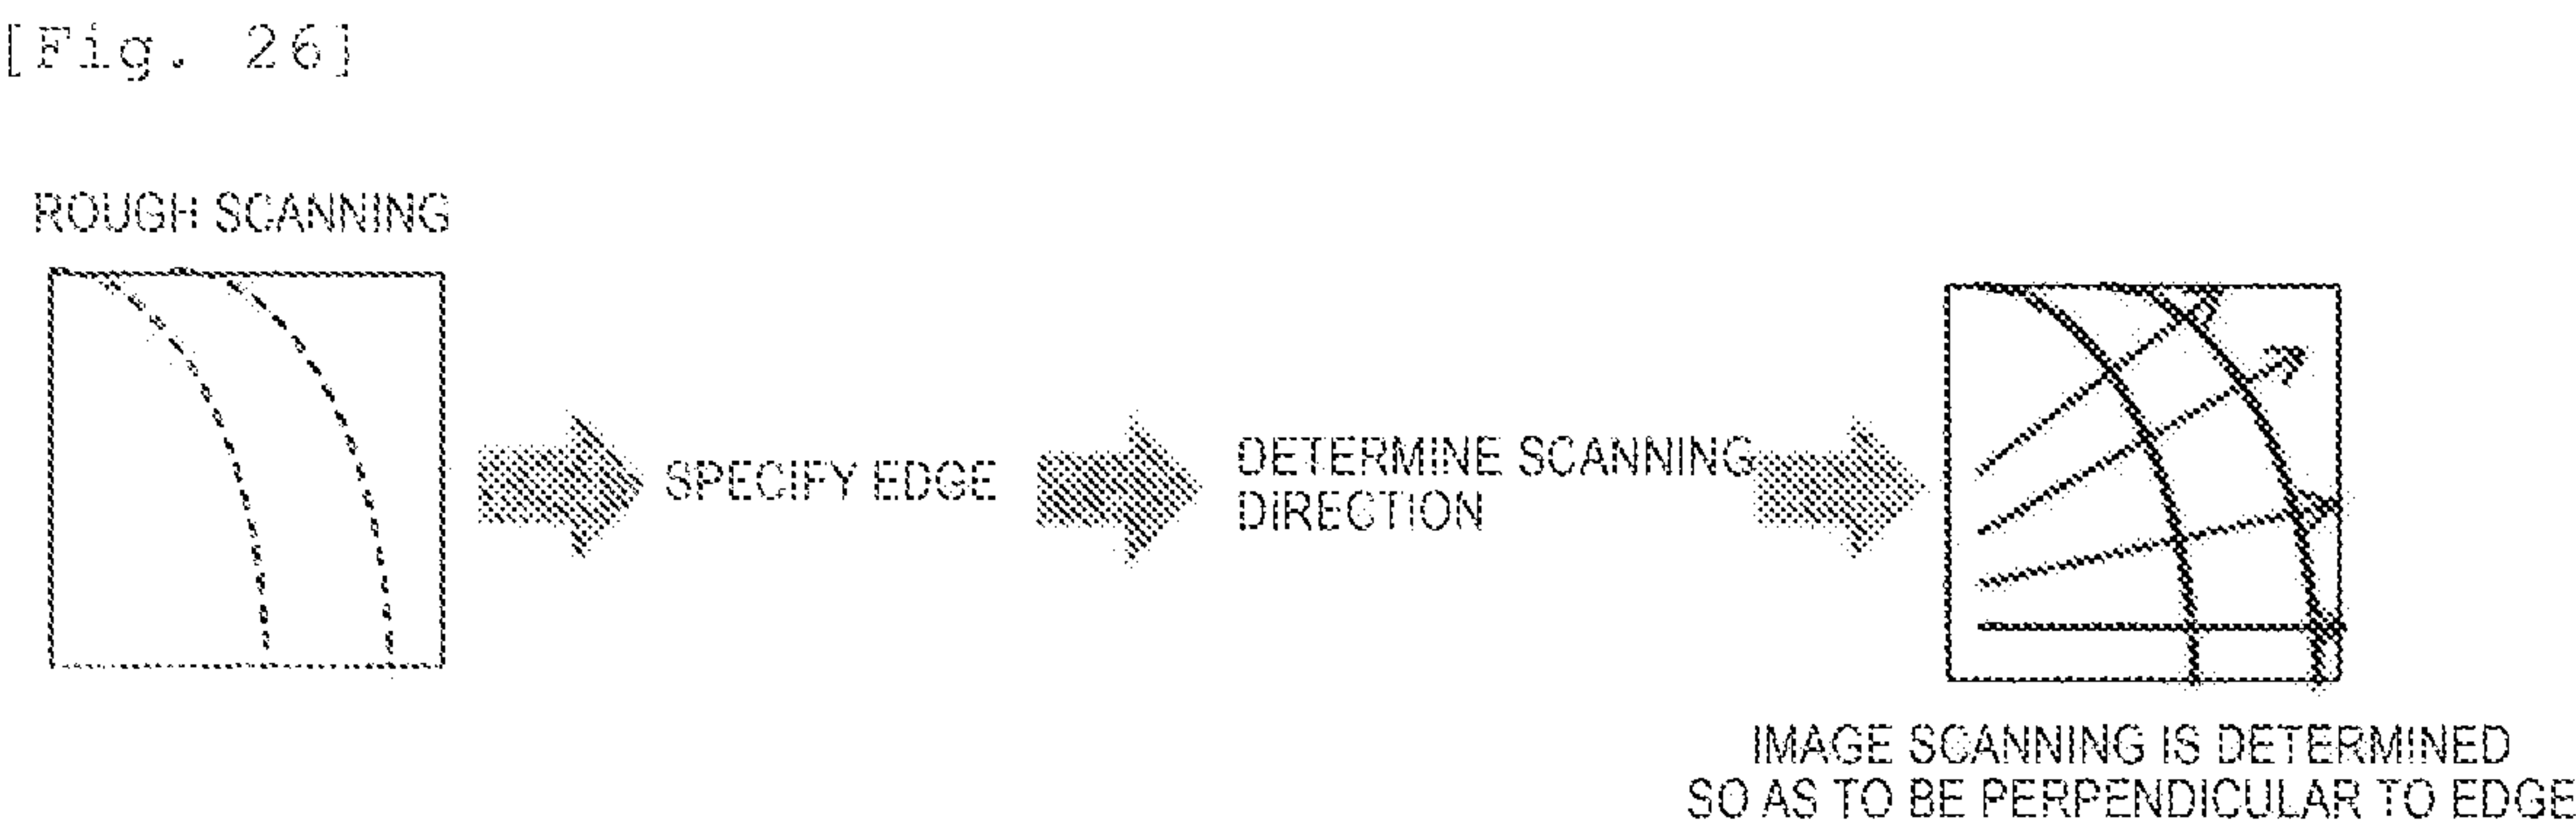 [Fig. 26]
ROUGH SCANNING
SPECIFY EDGE
DETERMINE SCANNING
DIRECTION
IMAGE SCANNING IS DETERMINED
SO AS TO BE PERPENDICULAR TO EDGE